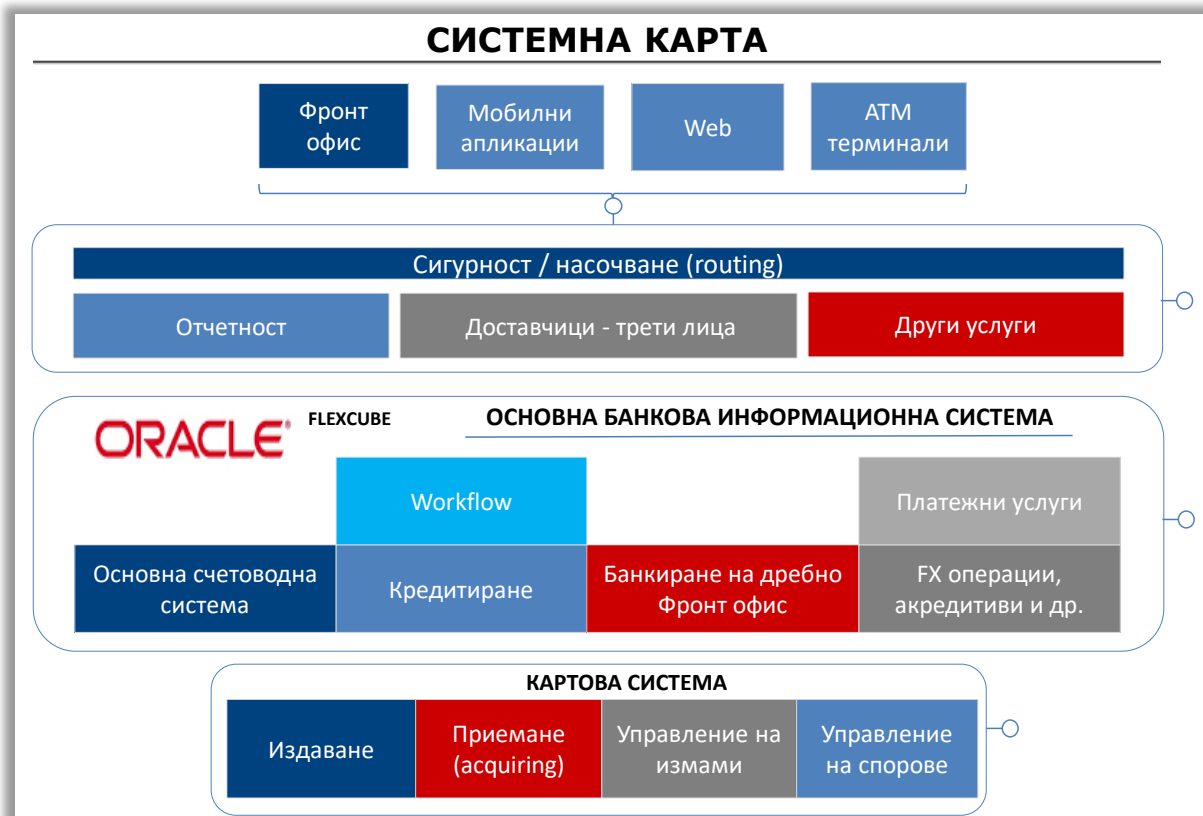 СИСТЕМНА КАРТА
Фронт
офис
Мобилни
апликации
Web
АТМ
терминали
Сигурност / насочване (routing)
Отчетност
Доставчици - трети лица
Други услуги
ORACLE®
FLEXCUBE
ОСНОВНА БАНКОВА ИНФОРМАЦИОННА СИСТЕМА
Workflow
Платежни услуги
Основна счетоводна
система
Кредитиране
Банкиране на дребно
Фронт офис
FX операции,
акредитиви и др.
КАРТОВА СИСТЕМА
Издаване
Приемане
(acquiring)
Управление на
измами
Управление
на спорове